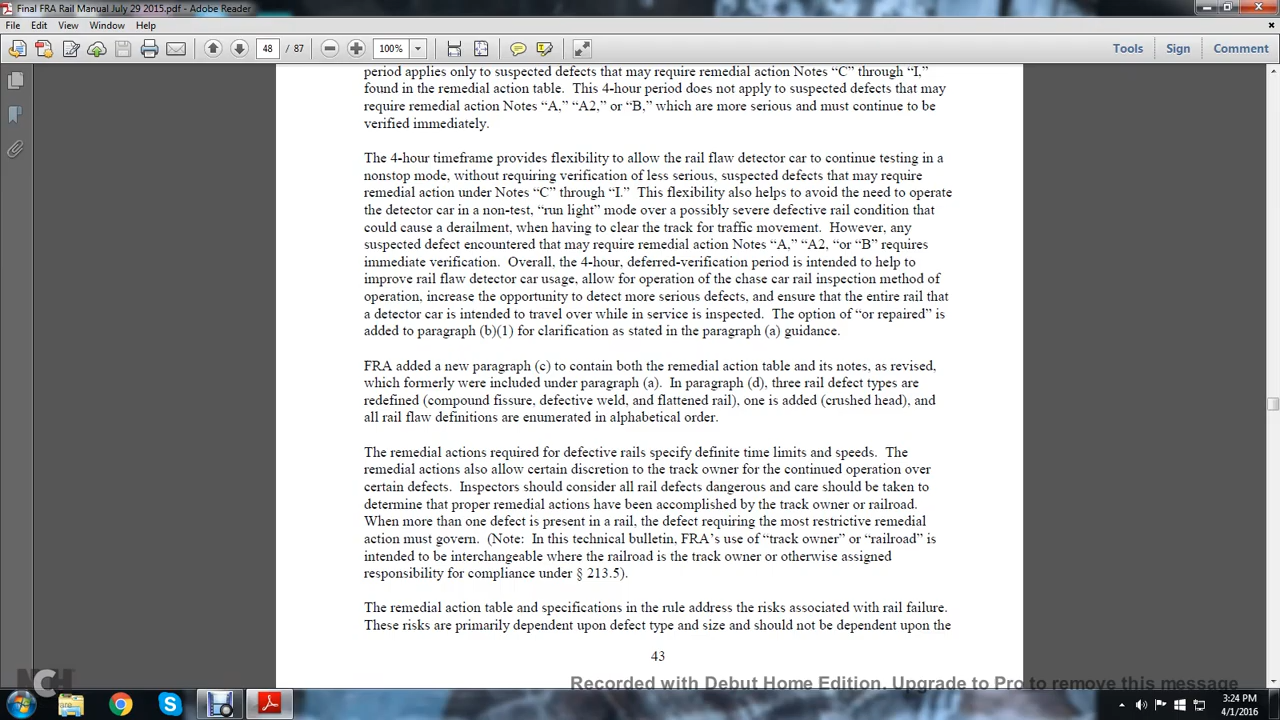 Final FRA Rail Manual July 29 2015.pdf - Adobe Reader
File Edit View Window Help
48 / 87 100% Tools Sign Comment
period applies only to suspected defects that may require remedial action Notes “C” through “I,”
found in the remedial action table. This 4-hour period does not apply to suspected defects that may
require remedial action Notes “A,” “A2,” or “B,” which are more serious and must continue to be
verified immediately.
The 4-hour timeframe provides flexibility to allow the rail flaw detector car to continue testing in a
nonstop mode, without requiring verification of less serious, suspected defects that may require
remedial action under Notes “C” through “I.” This flexibility also helps to avoid the need to operate
the detector car in a non-test, “run light” mode over a possibly severe defective rail condition that
could cause a derailment, when having to clear the track for traffic movement. However, any
suspected defect encountered that may require remedial action Notes “A,” “A2, “or “B” requires
immediate verification. Overall, the 4-hour, deferred-verification period is intended to help to
improve rail flaw detector car usage, allow for operation of the chase car rail inspection method of
operation, increase the opportunity to detect more serious defects, and ensure that the entire rail that
a detector car is intended to travel over while in service is inspected. The option of “or repaired” is
added to paragraph (b)(1) for clarification as stated in the paragraph (a) guidance.
FRA added a new paragraph (c) to contain both the remedial action table and its notes, as revised,
which formerly were included under paragraph (a). In paragraph (d), three rail defect types are
redefined (compound fissure, defective weld, and flattened rail), one is added (crushed head), and
all rail flaw definitions are enumerated in alphabetical order.
The remedial actions required for defective rails specify definite time limits and speeds. The
remedial actions also allow certain discretion to the track owner for the continued operation over
certain defects. Inspectors should consider all rail defects dangerous and care should be taken to
determine that proper remedial actions have been accomplished by the track owner or railroad.
When more than one defect is present in a rail, the defect requiring the most restrictive remedial
action must govern. (Note: In this technical bulletin, FRA’s use of “track owner” or “railroad” is
intended to be interchangeable where the railroad is the track owner or otherwise assigned
responsibility for compliance under § 213.5).
The remedial action table and specifications in the rule address the risks associated with rail failure.
These risks are primarily dependent upon defect type and size and should not be dependent upon the
43
NCH
Recorded with Debut Home Edition. Upgrade to Pro to remove this message.
3:24 PM
4/1/2016